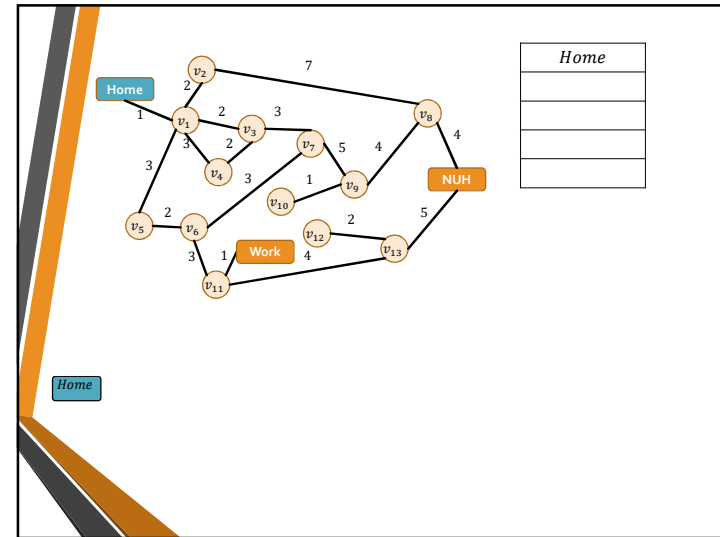 Home
7
v₂
Home
2
1
v₁
2
v₃
3
v₈
3
2
v₇
5
4
4
3
v₄
3
1
v₉
NUH
v₁₀
2
v₅
v₆
5
2
v₁₂
v₁₃
3
1
Work
4
v₁₁
Home